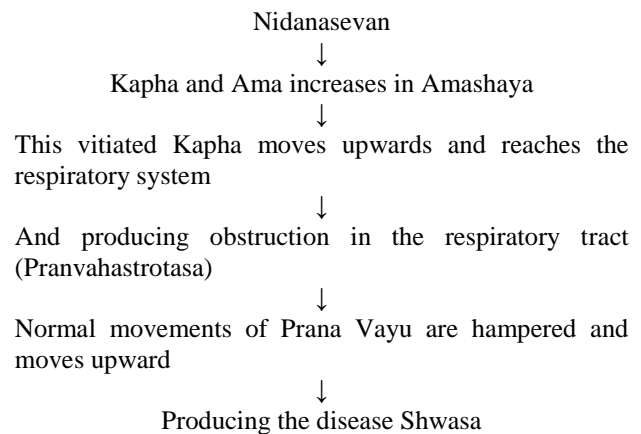 Nidanasevan
↓
Kapha and Ama increases in Amashaya
↓
This vitiated Kapha moves upwards and reaches the
respiratory system
↓
And producing obstruction in the respiratory tract
(Pranvahastrotasa)
↓
Normal movements of Prana Vayu are hampered and
moves upward
↓
Producing the disease Shwasa